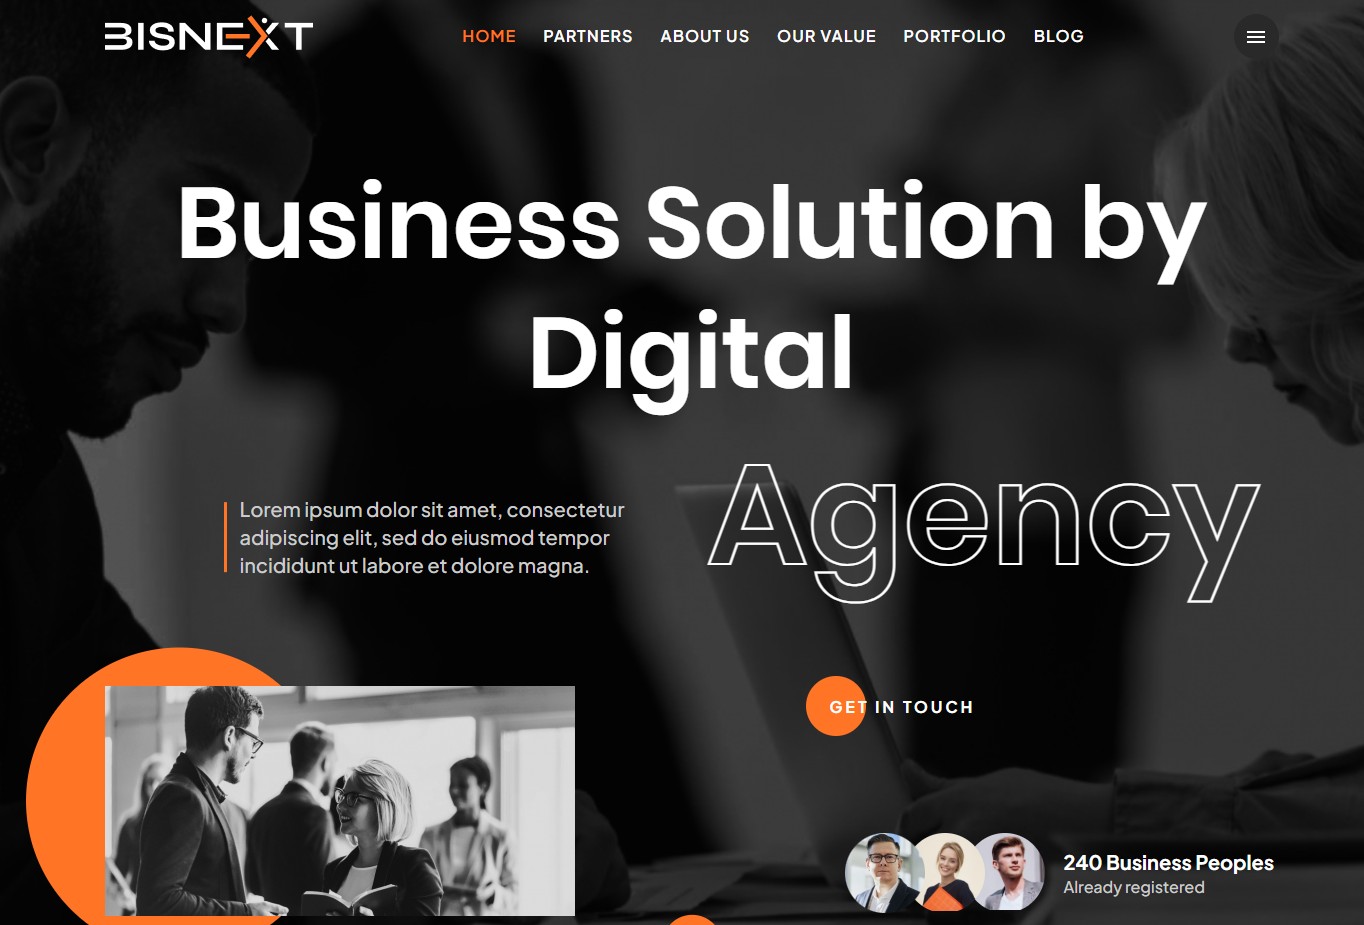 BISNEXT
HOME PARTNERS ABOUT US OUR VALUE PORTFOLIO BLOG
Business Solution by
Digital
Agency
Lorem ipsum dolor sit amet, consectetur
adipiscing elit, sed do eiusmod tempor
incididunt ut labore et dolore magna.
GET IN TOUCH
240 Business Peoples
Already registered